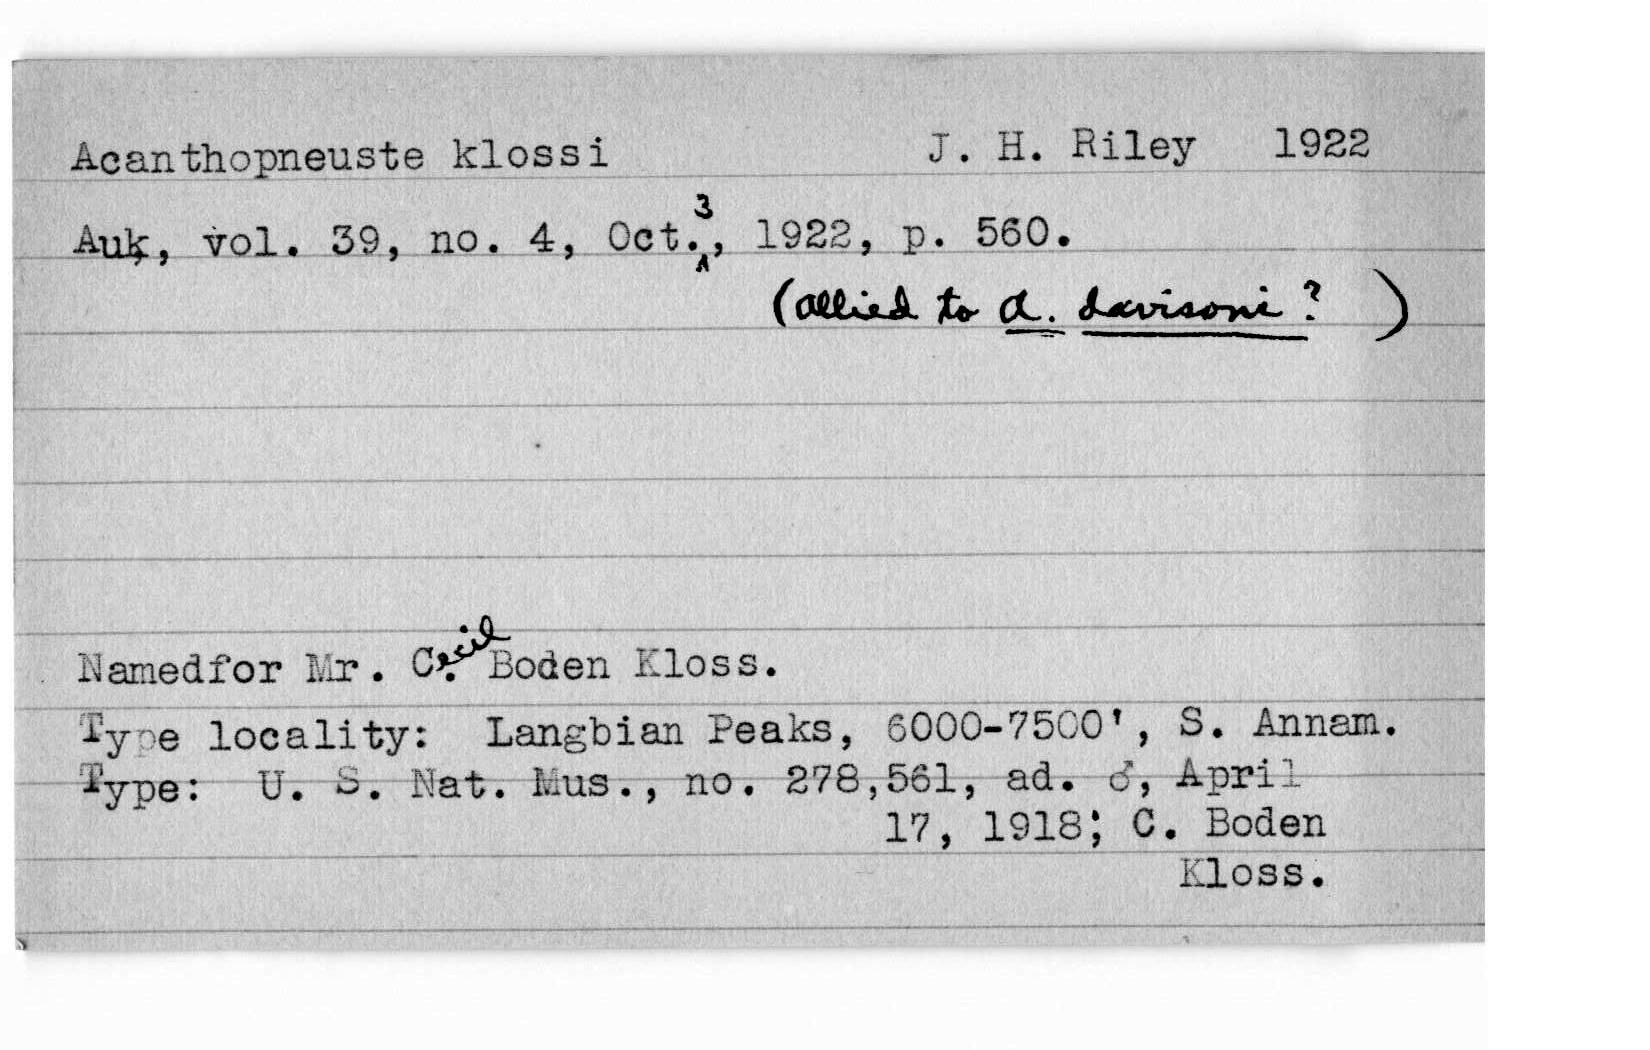 Acanthopneuste klossi J. H. Riley 1922
Auk, vol. 39, no. 4, Oct. 3, 1922, p. 560.
(allied to A. davisoni? )
Namedfor Mr. Cecil Boden Kloss.
Type locality: Langbian Peaks, 6000-7500', S. Annam.
Type: U. S. Nat. Mus., no. 278,561, ad. ♂, April
17, 1918; C. Boden
Kloss.